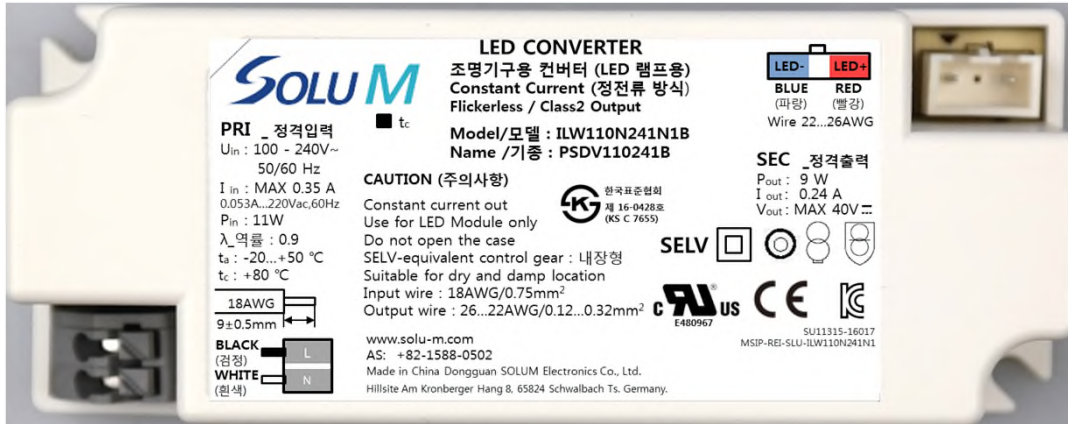 SOLU M
tc
LED CONVERTER
조명기구용 컨버터 (LED 램프용)
Constant Current (정전류 방식)
Flickerless / Class2 Output
Model/모델 : ILW110N241N1B
Name /기종 : PSDV110241B
LED- LED+
BLUE RED
(파랑) (빨강)
Wire 22...26AWG
PRI _ 정격입력
Uin : 100 - 240V~
50/60 Hz
I in : MAX 0.35 A
0.053A...220Vac,60Hz
Pin : 11W
λ_역률 : 0.9
ta : -20...+50 ℃
tc : +80 ℃
18AWG
9±0.5mm
BLACK
(검정)
L
WHITE
(흰색)
N
CAUTION (주의사항)
Constant current out
Use for LED Module only
Do not open the case
SELV-equivalent control gear : 내장형
Suitable for dry and damp location
Input wire : 18AWG/0.75mm²
Output wire : 26...22AWG/0.12...0.32mm²
www.solu-m.com
AS: +82-1588-0502
Made in China Dongguan SOLUM Electronics Co., Ltd.
Hillsite Am Kronberger Hang 8, 65824 Schwalbach Ts. Germany.
한국표준협회
제 16-0428호
(KS C 7655)
SEC _정격출력
Pout : 9 W
I out : 0.24 A
Vout : MAX 40V⎓
SELV
C RU US
E480967
CE
KC
SU11315-16017
MSIP-REI-SLU-ILW110N241N1